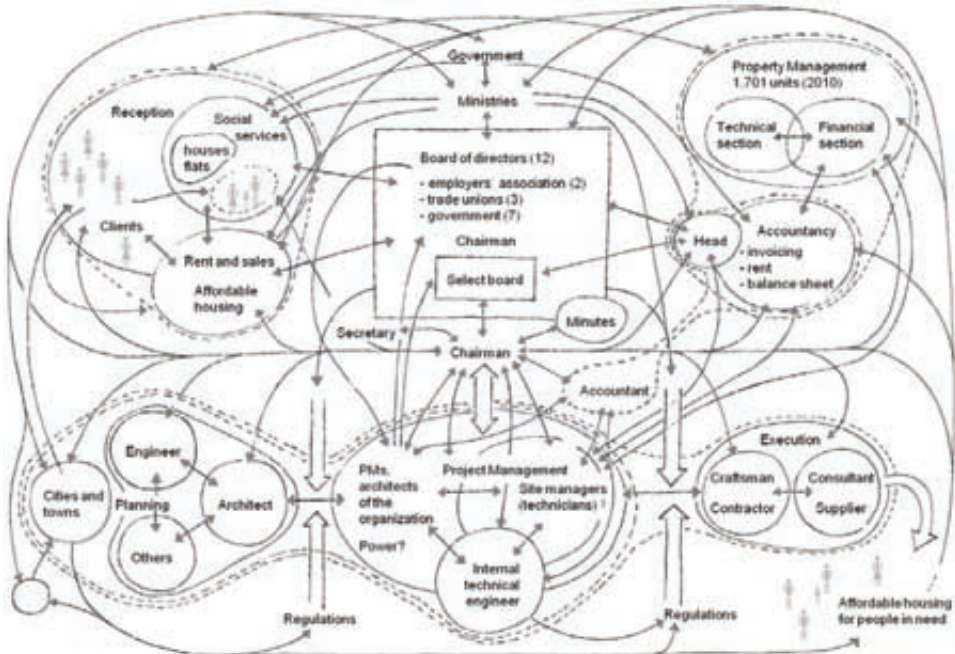 Government
Ministries
Reception
Social
services
houses
flats
Clients
Rent and sales
Affordable
housing
Board of directors (12)
- employers' association (2)
- trade unions (3)
- government (7)
Chairman
Select board
Property Management
1.701 units (2010)
Technical
section
Financial
section
Head
Accountancy
- invoicing
- rent
- balance sheet
Minutes
Secretary
Chairman
Accountant
Cities and
towns
Engineer
Planning
Architect
Others
PMs,
architects
of the
organization
Power?
Project Management
Site managers
(technicians)
Internal
technical
engineer
Execution
Craftsman
Contractor
Consultant
Supplier
Regulations
Regulations
Affordable housing
for people in need